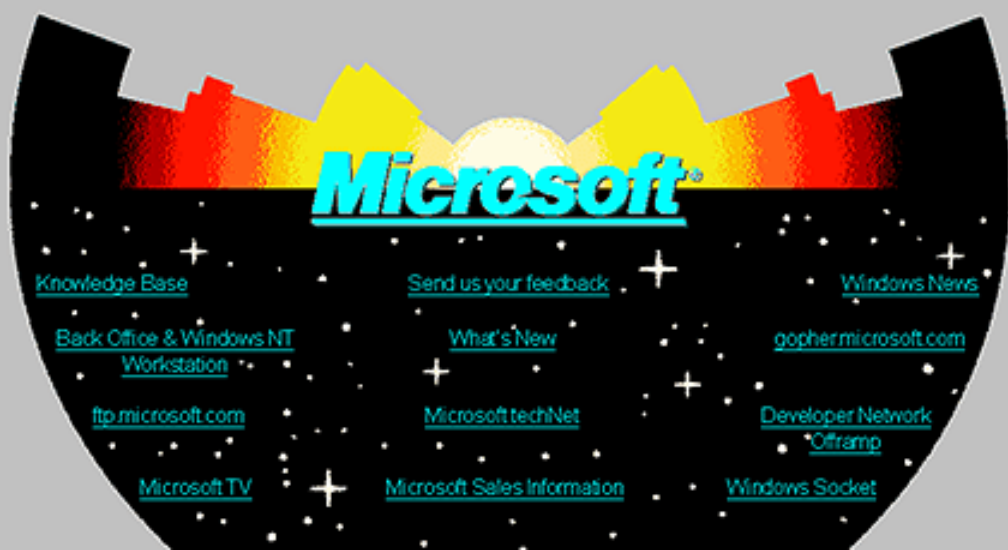 Microsoft®
Knowledge Base
Send us your feedback
Windows News
Back Office & Windows NT
Workstation
What's New
gopher.microsoft.com
ftp.microsoft.com
Microsoft techNet
Developer Network
Offramp
Microsoft TV
Microsoft Sales Information
Windows Socket